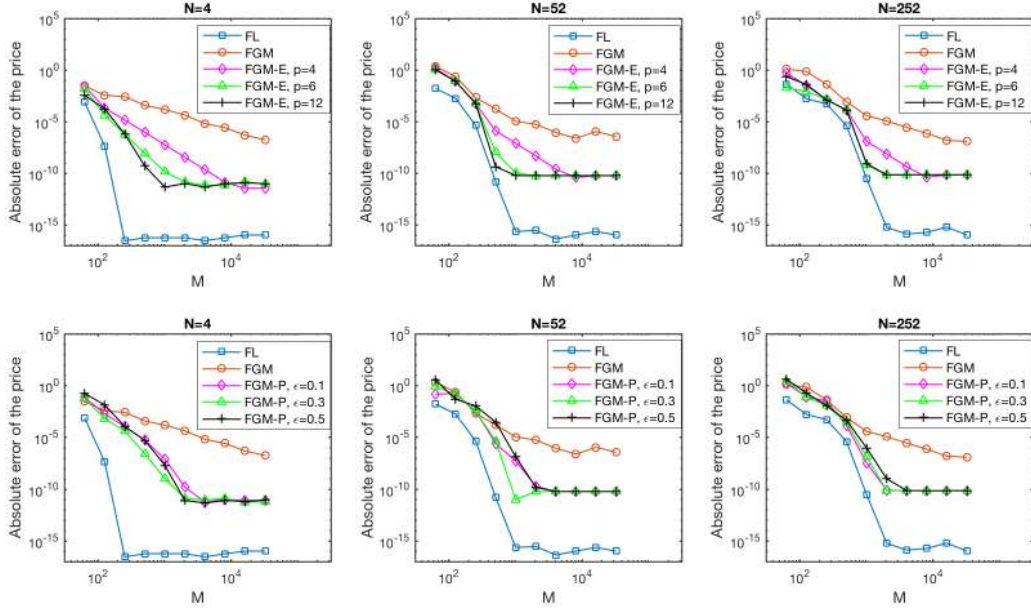 N=4
FL
FGM
FGM-E, p=4
FGM-E, p=6
FGM-E, p=12
Absolute error of the price
10^5
10^0
10^-5
10^-10
10^-15
10^2
10^4
M
N=52
FL
FGM
FGM-E, p=4
FGM-E, p=6
FGM-E, p=12
Absolute error of the price
10^5
10^0
10^-5
10^-10
10^-15
10^2
10^4
M
N=252
FL
FGM
FGM-E, p=4
FGM-E, p=6
FGM-E, p=12
Absolute error of the price
10^5
10^0
10^-5
10^-10
10^-15
10^2
10^4
M
N=4
FL
FGM
FGM-P, ϵ=0.1
FGM-P, ϵ=0.3
FGM-P, ϵ=0.5
Absolute error of the price
10^5
10^0
10^-5
10^-10
10^-15
10^2
10^4
M
N=52
FL
FGM
FGM-P, ϵ=0.1
FGM-P, ϵ=0.3
FGM-P, ϵ=0.5
Absolute error of the price
10^5
10^0
10^-5
10^-10
10^-15
10^2
10^4
M
N=252
FL
FGM
FGM-P, ϵ=0.1
FGM-P, ϵ=0.3
FGM-P, ϵ=0.5
Absolute error of the price
10^5
10^0
10^-5
10^-10
10^-15
10^2
10^4
M